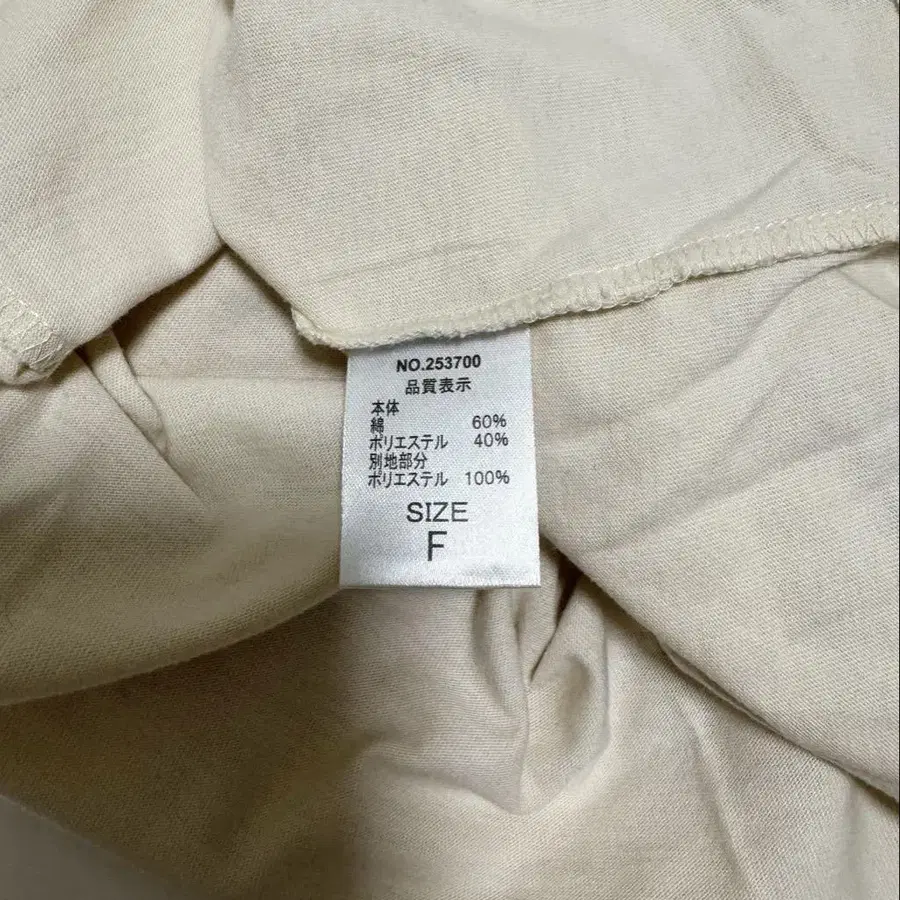 NO.253700
品質表示
本体
綿 60%
ポリエステル 40%
別地部分
ポリエステル 100%
SIZE
F